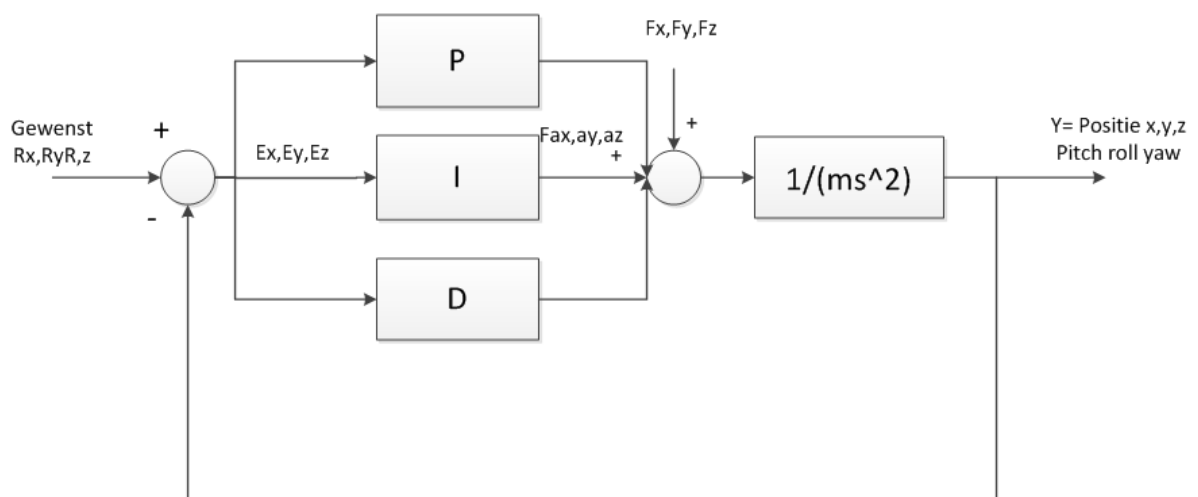 P
Fx,Fy,Fz
Gewenst
Rx,RyR,z
+
Ex,Ey,Ez
I
Fax,ay,az
+
+
1/(ms^2)
Y= Positie x,y,z
Pitch roll yaw
-
D